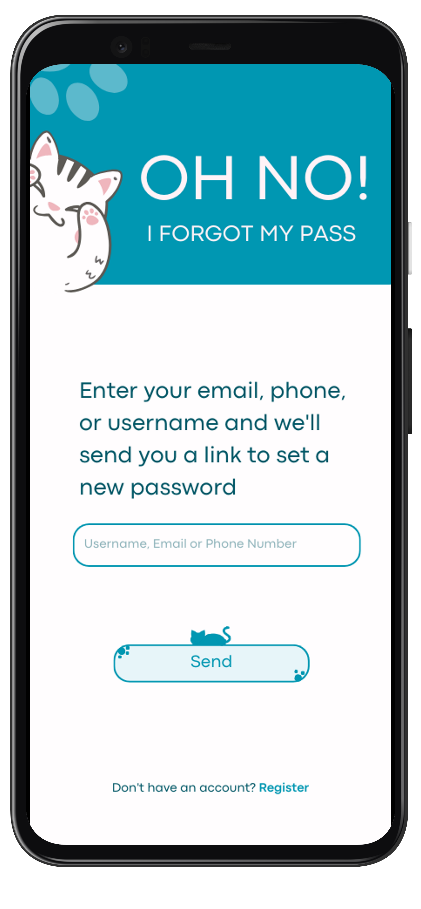 OH NO!
I FORGOT MY PASS
Enter your email, phone,
or username and we'll
send you a link to set a
new password
Username, Email or Phone Number
Send
Don't have an account? Register